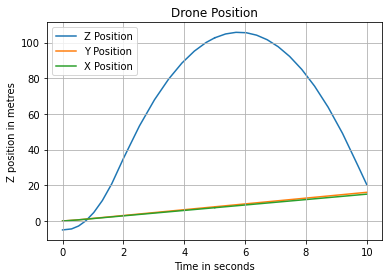 Drone Position
Z Position
Y Position
X Position
Z position in metres
100
80
60
40
20
0
0 2 4 6 8 10
Time in seconds